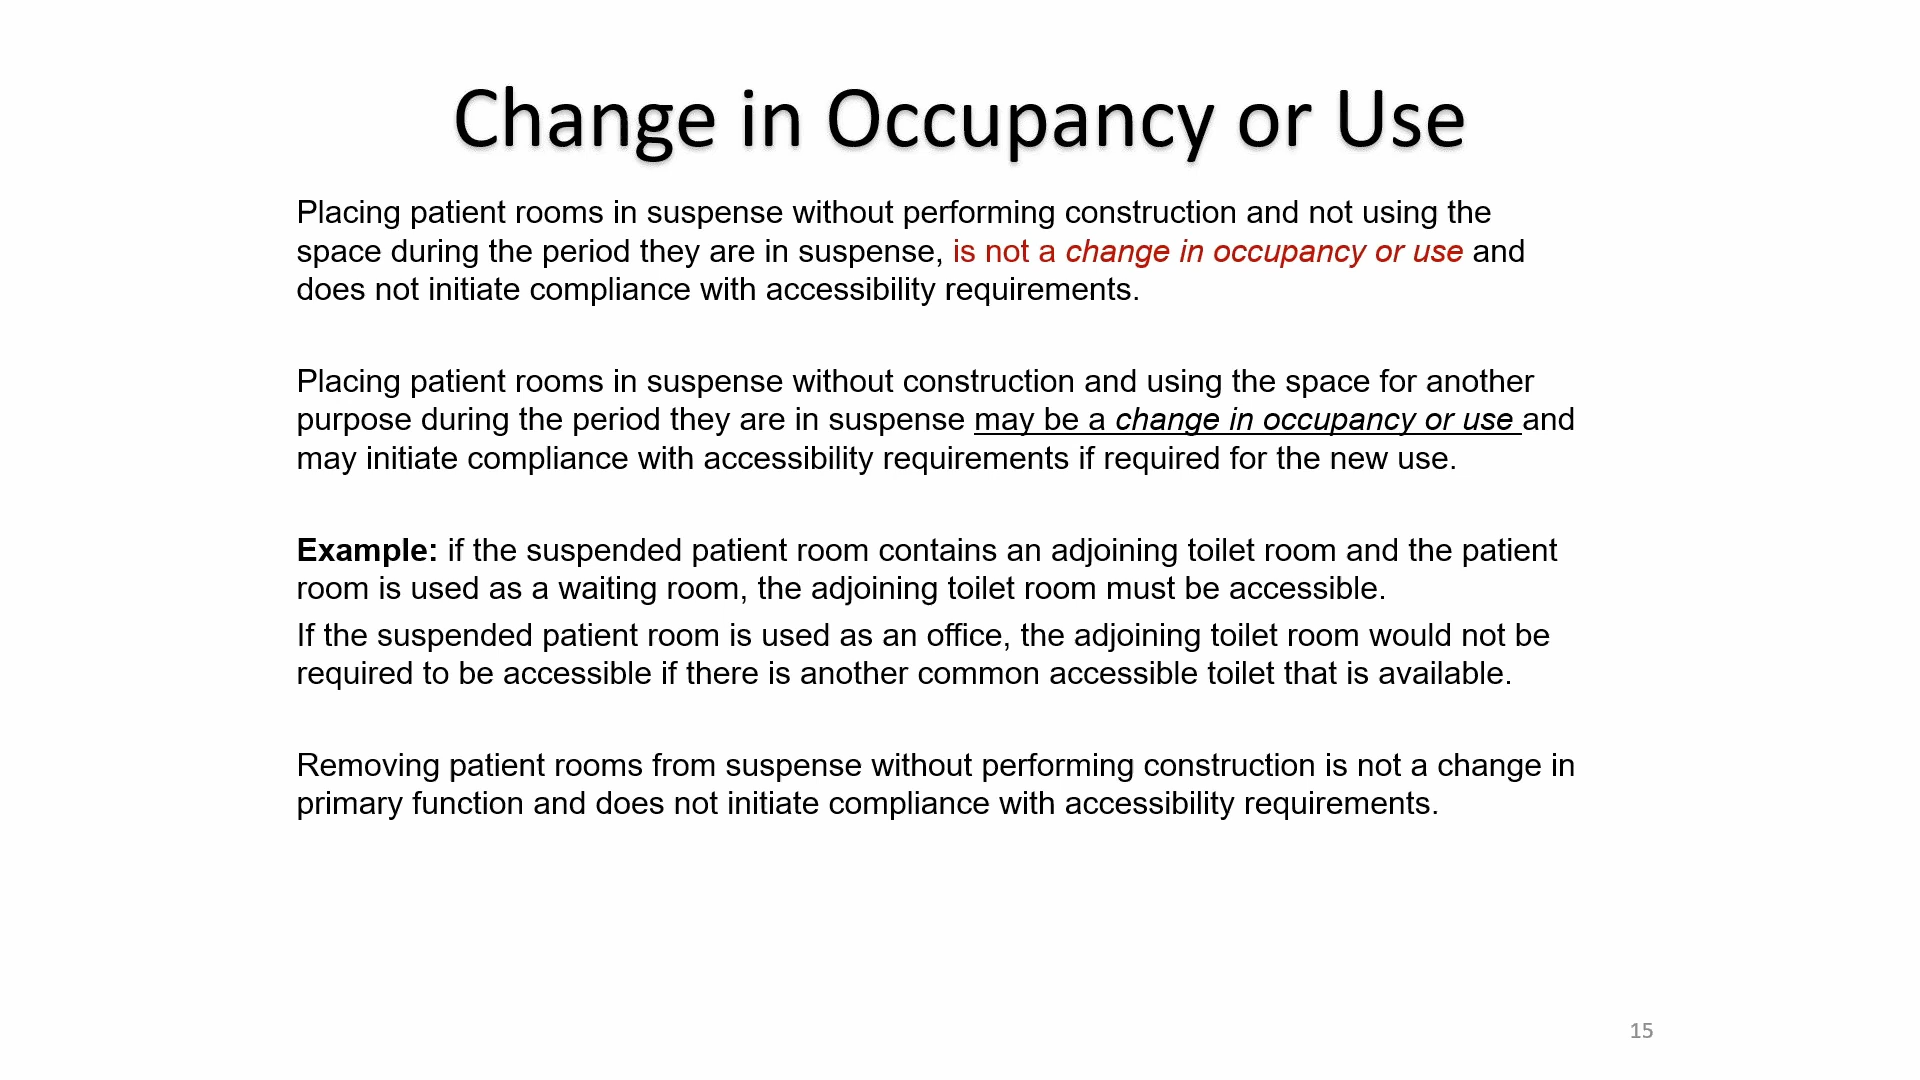 Change in Occupancy or Use
Placing patient rooms in suspense without performing construction and not using the
space during the period they are in suspense, is not a change in occupancy or use and
does not initiate compliance with accessibility requirements.
Placing patient rooms in suspense without construction and using the space for another
purpose during the period they are in suspense may be a change in occupancy or use and
may initiate compliance with accessibility requirements if required for the new use.
Example: if the suspended patient room contains an adjoining toilet room and the patient
room is used as a waiting room, the adjoining toilet room must be accessible.
If the suspended patient room is used as an office, the adjoining toilet room would not be
required to be accessible if there is another common accessible toilet that is available.
Removing patient rooms from suspense without performing construction is not a change in
primary function and does not initiate compliance with accessibility requirements.
15